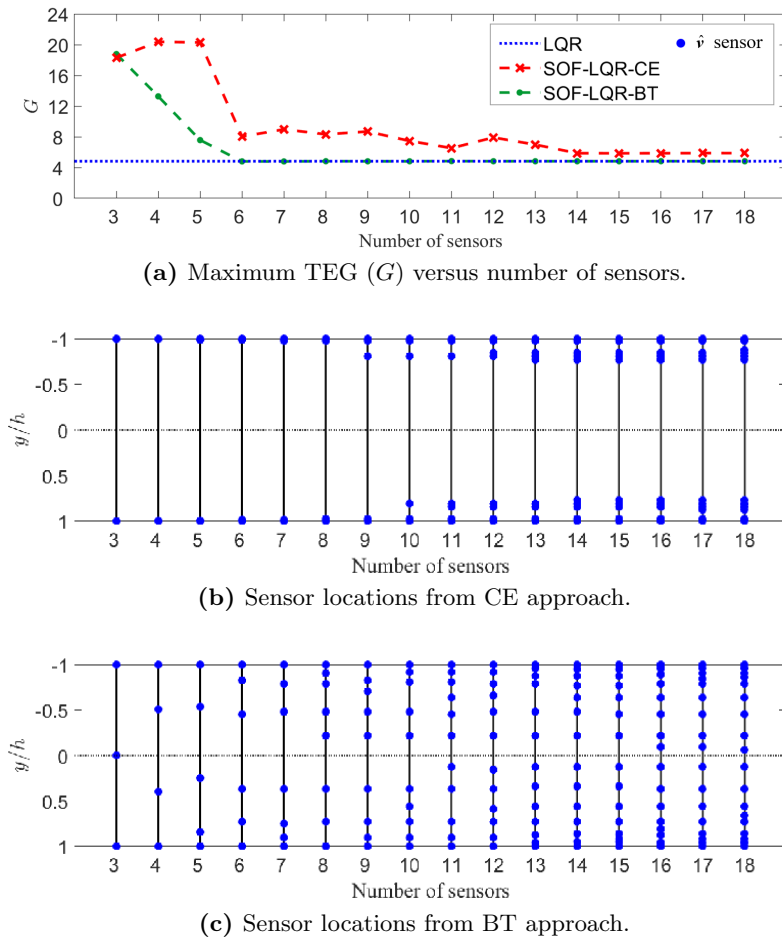 24
20
16
12
8
4
0
G
LQR
SOF-LQR-CE
SOF-LQR-BT
v̂ sensor
3 4 5 6 7 8 9 10 11 12 13 14 15 16 17 18
Number of sensors
(a) Maximum TEG (G) versus number of sensors.
-1
-0.5
0
0.5
1
y/h
3 4 5 6 7 8 9 10 11 12 13 14 15 16 17 18
Number of sensors
(b) Sensor locations from CE approach.
-1
-0.5
0
0.5
1
y/h
3 4 5 6 7 8 9 10 11 12 13 14 15 16 17 18
Number of sensors
(c) Sensor locations from BT approach.